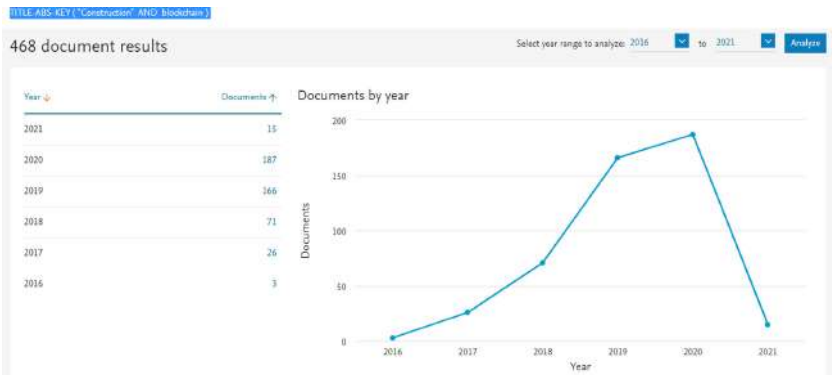 TITLE-ABS-KEY ( "Construction" AND blockchain )
468 document results
Select year range to analyze: 2016 to 2021 Analyze
Year Documents
2021 15
2020 187
2019 166
2018 71
2017 26
2016 3
Documents by year
200
150
100
50
0
Documents
2016 2017 2018 2019 2020 2021
Year